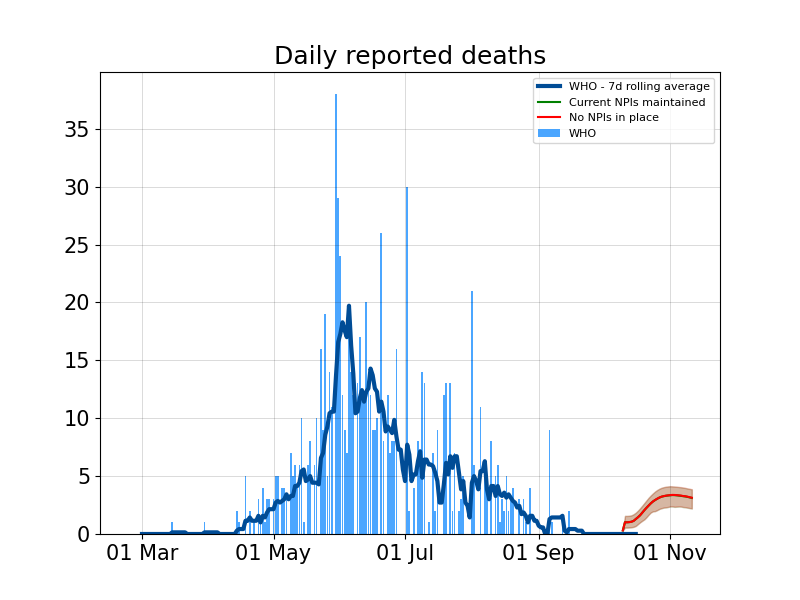 Daily reported deaths
WHO - 7d rolling average
Current NPIs maintained
No NPIs in place
WHO
35
30
25
20
15
10
5
0
01 Mar
01 May
01 Jul
01 Sep
01 Nov